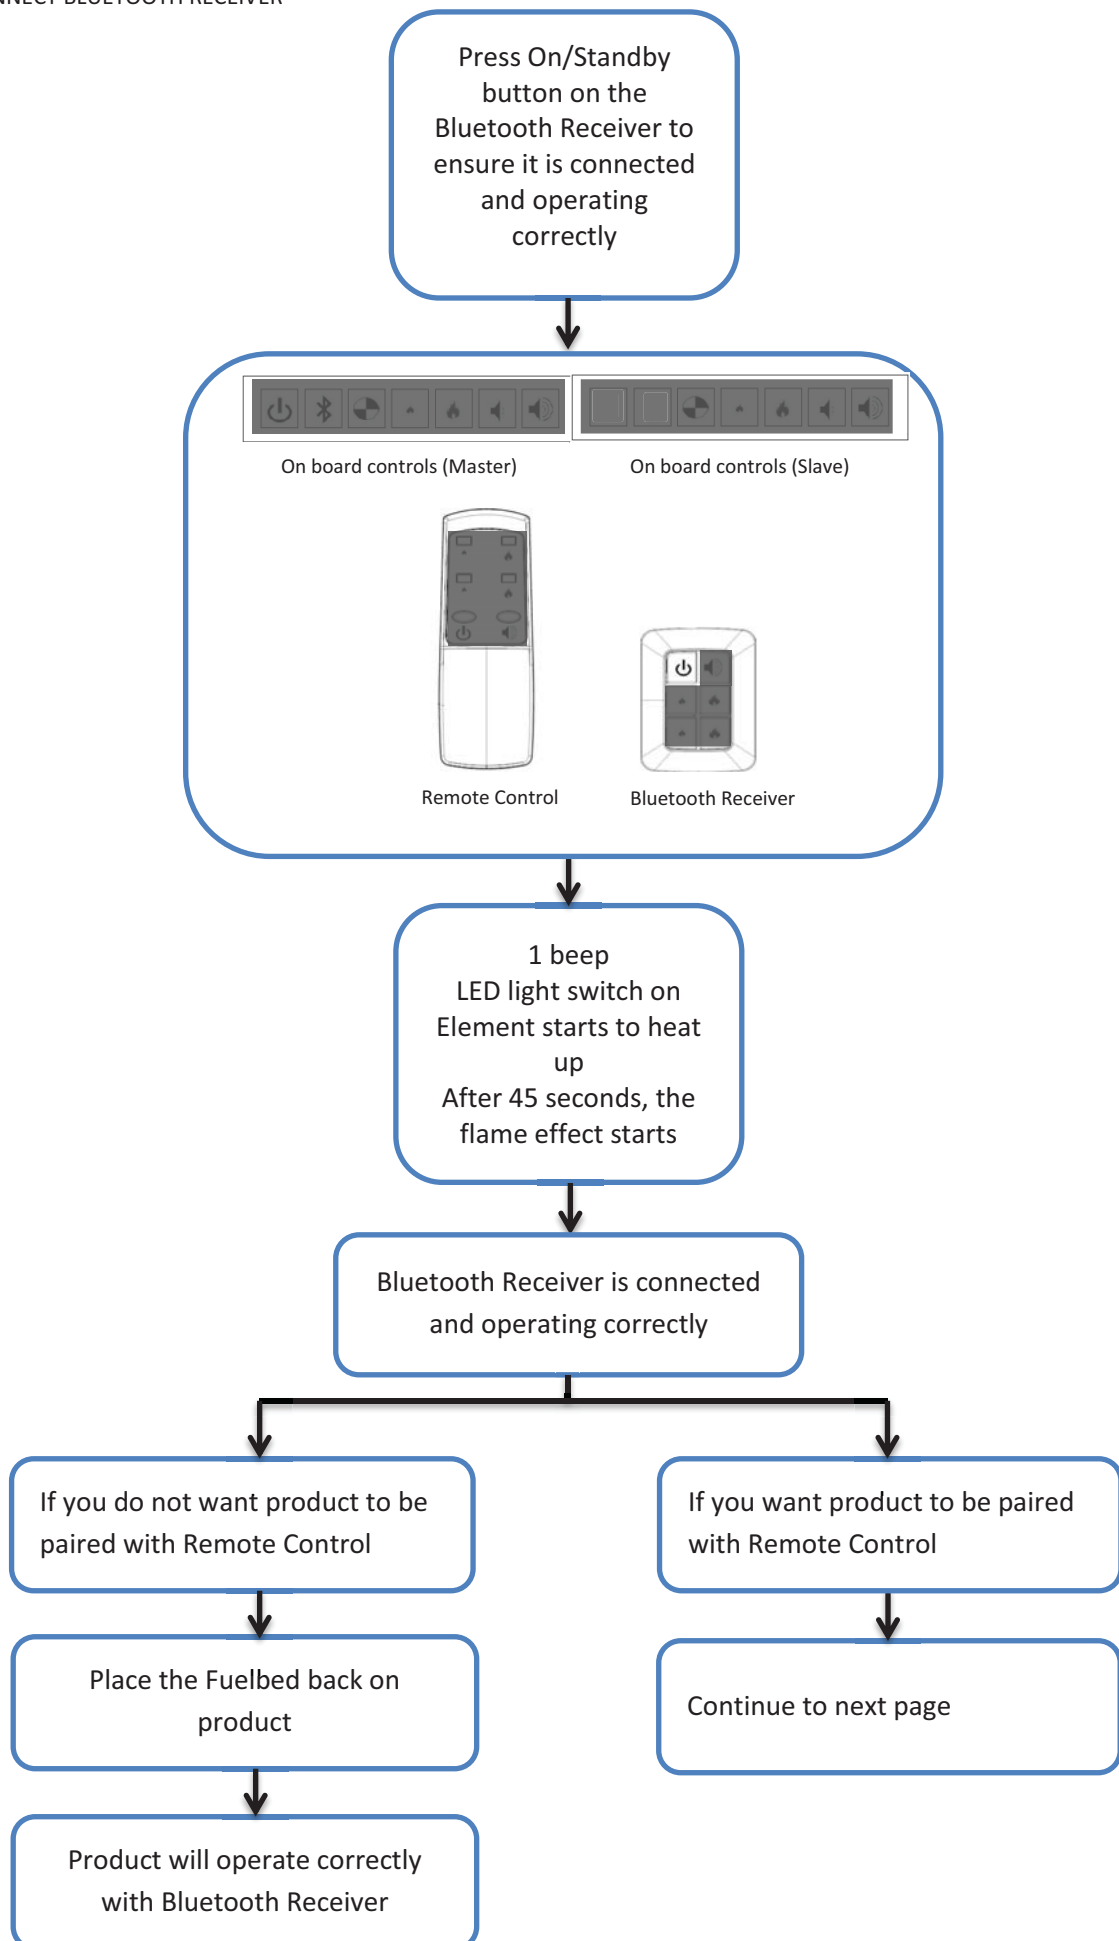 BLUETOOTH RECEIVER
Press On/Standby
button on the
Bluetooth Receiver to
ensure it is connected
and operating
correctly
On board controls (Master)
On board controls (Slave)
Remote Control
Bluetooth Receiver
1 beep
LED light switch on
Element starts to heat
up
After 45 seconds, the
flame effect starts
Bluetooth Receiver is connected
and operating correctly
If you do not want product to be
paired with Remote Control
If you want product to be paired
with Remote Control
Place the Fuelbed back on
product
Continue to next page
Product will operate correctly
with Bluetooth Receiver